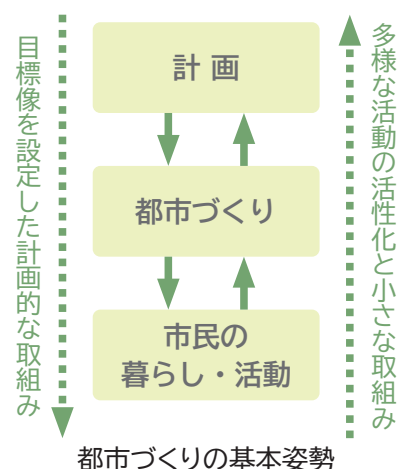 目標像を設定した計画的な取組み
計 画
都市づくり
市民の
暮らし・活動
多様な活動の活性化と小さな取組み
都市づくりの基本姿勢